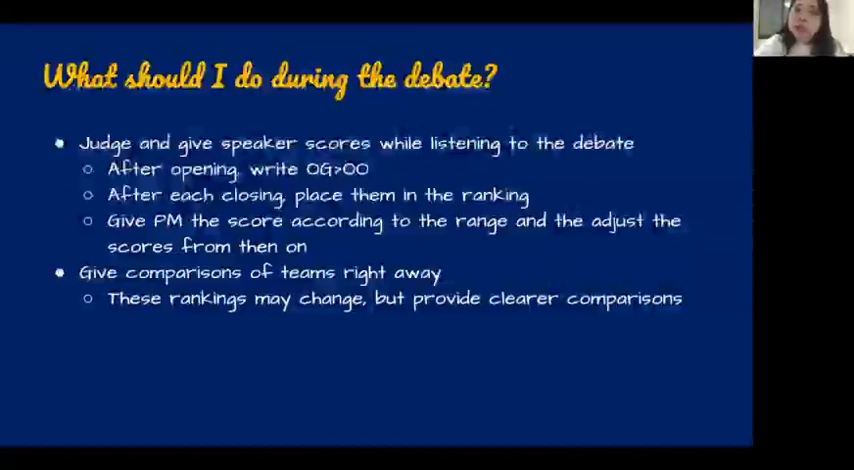 What should I do during the debate?
Judge and give speaker scores while listening to the debate
After opening, write OG>OO
After each closing, place them in the ranking
Give PM the score according to the range and the adjust the
scores from then on
Give comparisons of teams right away
These rankings may change, but provide clearer comparisons